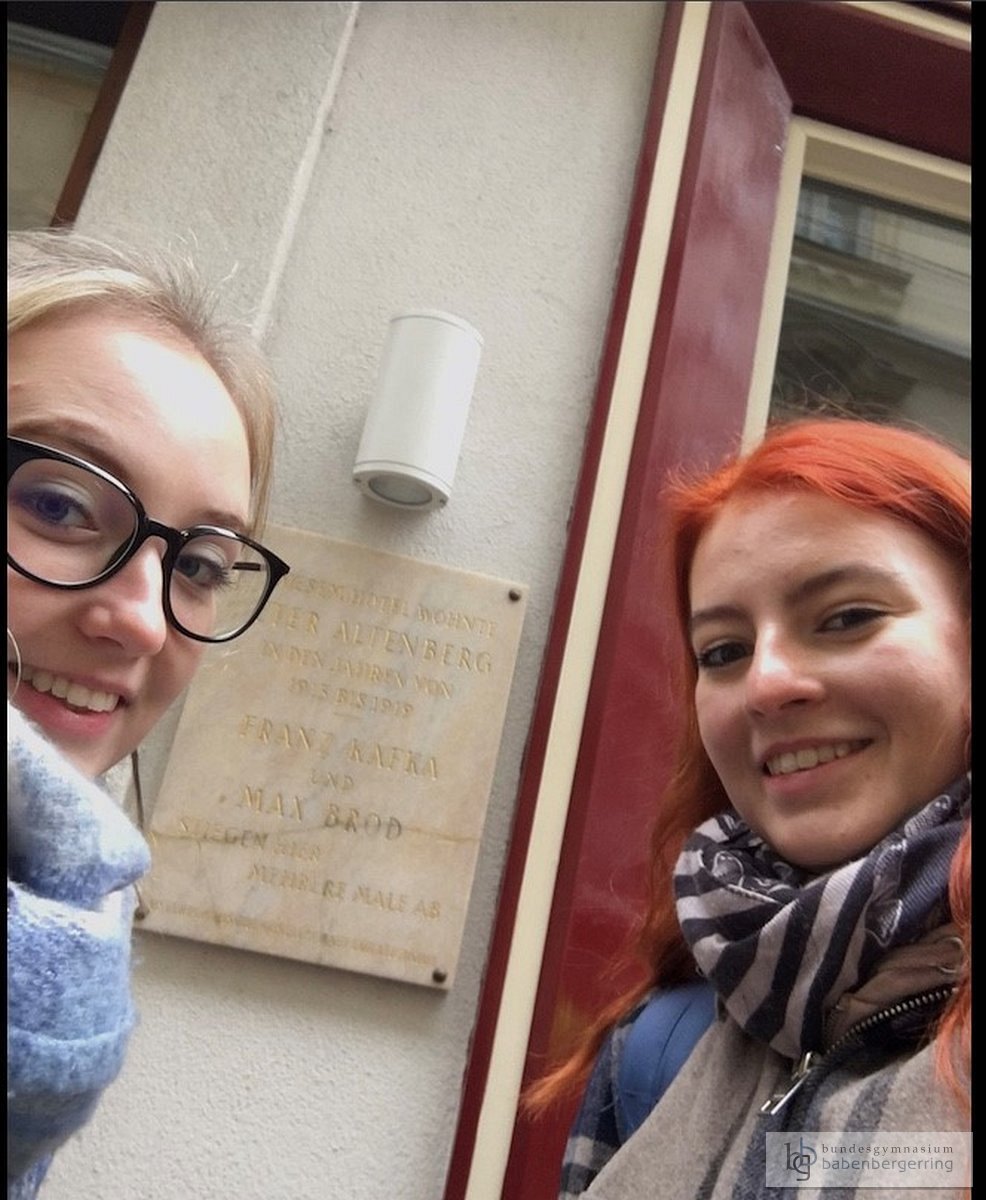 HOTEL WOHNTE
ALTENBERG
IN DEN JAHREN VON
1913 BIS 1919
FRANZ KAFKA
UND
MAX BROD
STIEGEN HIER
MEHRERE MALE AB
bundesgymnasium
babenbergerring